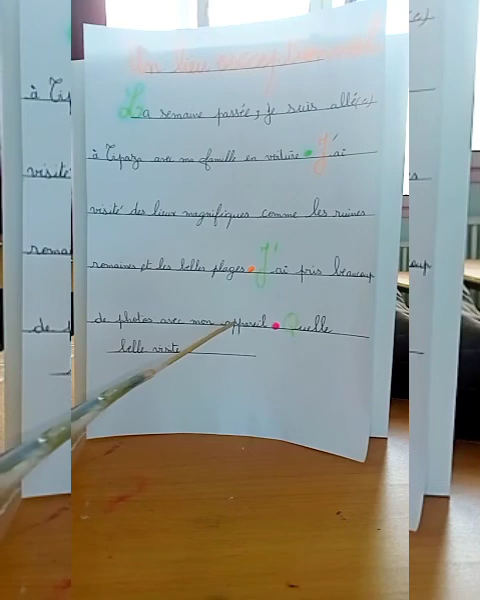 Un lieu exceptionnel
La semaine passée, je suis allé(e)
à Tipaza avec ma famille en voiture. J'ai
visité des lieux magnifiques comme les ruines
romaines et les belles plages. J'ai pris beaucoup
de photos avec mon appareil. Quelle
belle visite